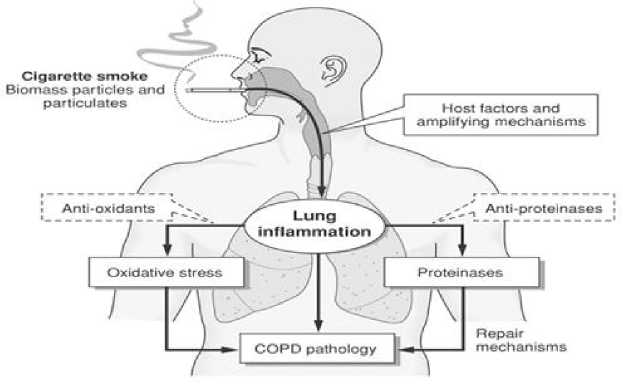 Cigarette smoke
Biomass particles and
particulates
Host factors and
amplifying mechanisms
Anti-oxidants
Lung
inflammation
Anti-proteinases
Oxidative stress
Proteinases
COPD pathology
Repair
mechanisms